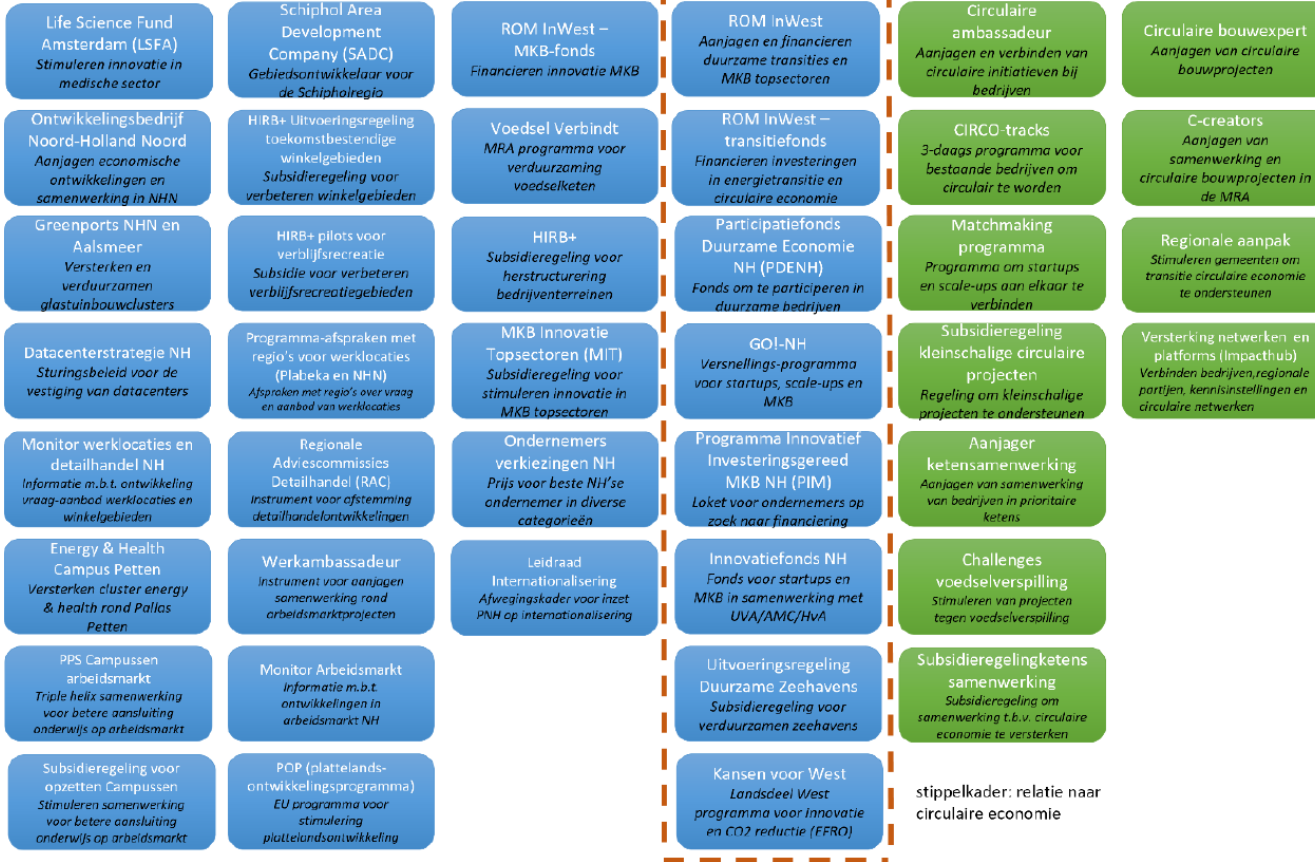 Life Science Fund
Amsterdam (LSFA)
Stimuleren innovatie in
medische sector
Ontwikkelingsbedrijf
Noord-Holland Noord
Aanjagen economische
ontwikkelingen en
samenwerking in NHN
Greenports NHN en
Aalsmeer
Versterken en
verduurzamen
glastuinbouwclusters
Datacenterstrategie NH
Sturingsbeleid voor de
vestiging van datacenters
Monitor werklocaties en
detailhandel NH
Informatie m.b.t. ontwikkeling
vraag-aanbod werklocaties en
winkelgebieden
Energy & Health
Campus Petten
Versterken cluster energy
& health rond Pallas
Petten
PPS Campussen
arbeidsmarkt
Triple helix samenwerking
voor betere aansluiting
onderwijs op arbeidsmarkt
Subsidieregeling voor
opzetten Campussen
Stimuleren samenwerking
voor betere aansluiting
onderwijs op arbeidsmarkt
Schiphol Area
Development
Company (SADC)
Gebiedsontwikkelaar voor
de Schipholregio
HIRB+ Uitvoeringsregeling
toekomstbestendige
winkelgebieden
Subsidieregeling voor
verbeteren winkelgebieden
HIRB+ pilots voor
verblijfsrecreatie
Subsidie voor verbeteren
verblijfsrecreatiegebieden
Programma-afspraken met
regio's voor werklocaties
(Plabeka en NHN)
Afspraken met regio's over vraag
en aanbod van werklocaties
Regionale
Adviescommissies
Detailhandel (RAC)
Instrument voor afstemming
detailhandelontwikkelingen
Werkambassadeur
Instrument voor aanjagen
samenwerking rond
arbeidsmarktprojecten
Monitor Arbeidsmarkt
Informatie m.b.t.
ontwikkelingen in
arbeidsmarkt NH
POP (plattelands-
ontwikkelingsprogramma)
EU programma voor
stimulering
plattelandsontwikkeling
ROM InWest –
MKB-fonds
Financieren innovatie MKB
Voedsel Verbindt
MRA programma voor
verduurzaming
voedselketen
HIRB+
Subsidieregeling voor
herstructurering
bedrijventerreinen
MKB Innovatie
Topsectoren (MIT)
Subsidieregeling voor
stimuleren innovatie in
MKB topsectoren
Ondernemers
verkiezingen NH
Prijs voor beste NH'se
ondernemer in diverse
categorieën
Leidraad
Internationalisering
Afwegingskader voor inzet
PNH op internationalisering
ROM InWest
Aanjagen en financieren
duurzame transities en
MKB topsectoren
ROM InWest –
transitiefonds
Financieren investeringen
in energietransitie en
circulaire economie
Participatiefonds
Duurzame Economie
NH (PDENH)
Fonds om te participeren in
duurzame bedrijven
GO!-NH
Versnellings-programma
voor startups, scale-ups en
MKB
Programma Innovatief
Investeringsgereed
MKB NH (PIM)
Loket voor ondernemers op
zoek naar financiering
Innovatiefonds NH
Fonds voor startups en
MKB in samenwerking met
UVA/AMC/HvA
Uitvoeringsregeling
Duurzame Zeehavens
Subsidieregeling voor
verduurzamen zeehavens
Kansen voor West
Landsdeel West
programma voor innovatie
en CO2 reductie (EFRO)
Circulaire
ambassadeur
Aanjagen en verbinden van
circulaire initiatieven bij
bedrijven
CIRCO-tracks
3-daags programma voor
bestaande bedrijven om
circulair te worden
Matchmaking
programma
Programma om startups
en scale-ups aan elkaar te
verbinden
Subsidieregeling
kleinschalige circulaire
projecten
Regeling om kleinschalige
projecten te ondersteunen
Aanjager
ketensamenwerking
Aanjagen van samenwerking
van bedrijven in prioritaire
ketens
Challenges
voedselverspilling
Stimuleren van projecten
tegen voedselverspilling
Subsidieregelingketens
samenwerking
Subsidieregeling om
samenwerking t.b.v. circulaire
economie te versterken
Circulaire bouwexpert
Aanjagen van circulaire
bouwprojecten
C-creators
Aanjagen van
samenwerking en
circulaire bouwprojecten in
de MRA
Regionale aanpak
Stimuleren gemeenten om
transitie circulaire economie
te ondersteunen
Versterking netwerken en
platforms (Impacthub)
Verbinden bedrijven,regionale
partijen, kennisinstellingen en
circulaire netwerken
stippelkader: relatie naar
circulaire economie